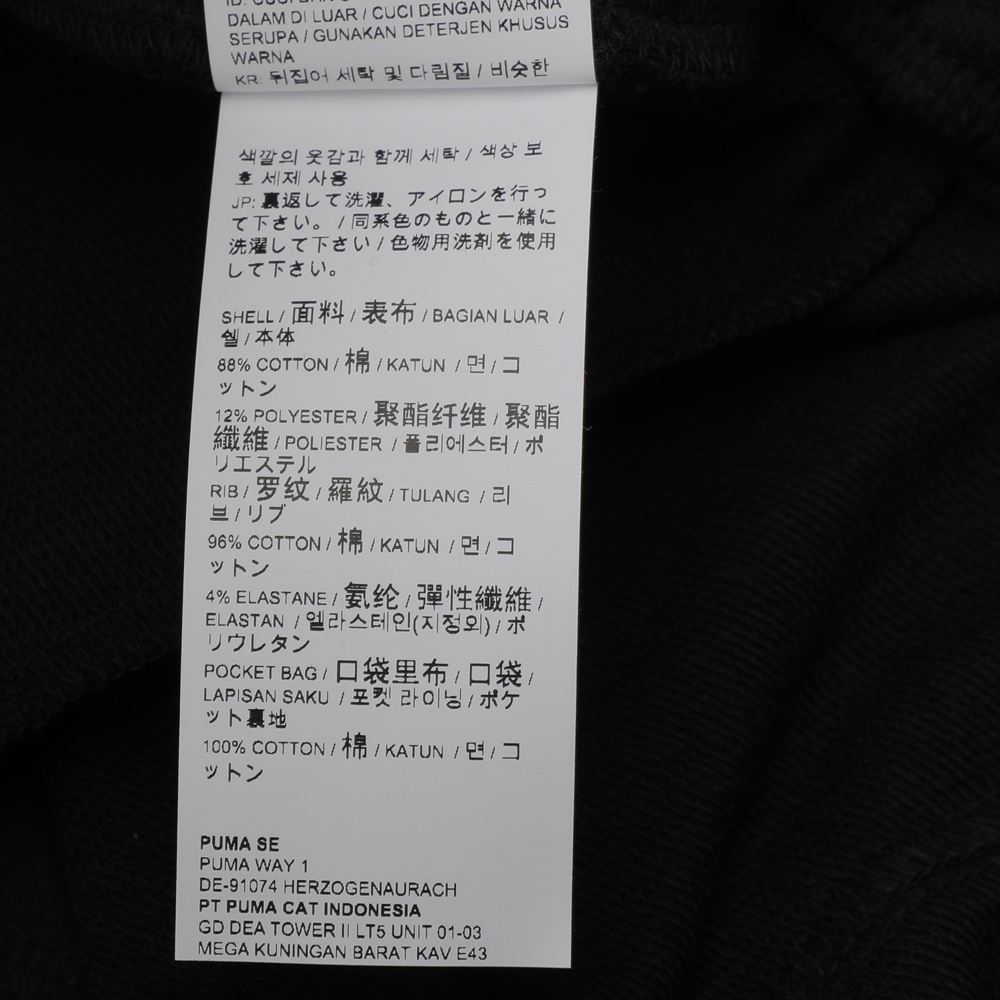 DALAM DI LUAR / CUCI DENGAN WARNA
SERUPA / GUNAKAN DETERJEN KHUSUS
WARNA
KR: 뒤집어 세탁 및 다림질 / 비슷한
색깔의 옷감과 함께 세탁 / 색상 보
호 세제 사용
JP: 裏返して洗濯、アイロンを行っ
て下さい。 / 同系色のものと一緒に
洗濯して下さい / 色物用洗剤を使用
して下さい。
SHELL / 面料 / 表布 / BAGIAN LUAR /
쉘 / 本体
88% COTTON / 棉 / KATUN / 면 / コ
ットン
12% POLYESTER / 聚酯纤维 / 聚酯
纖維 / POLIESTER / 폴리에스터 / ポ
リエステル
RIB / 罗纹 / 羅紋 / TULANG / 리
브 / リブ
96% COTTON / 棉 / KATUN / 면 / コ
ットン
4% ELASTANE / 氨纶 / 彈性纖維 /
ELASTAN / 엘라스테인(지정외) / ポ
リウレタン
POCKET BAG / 口袋里布 / 口袋 /
LAPISAN SAKU / 포켓 라이닝 / ポケ
ット裏地
100% COTTON / 棉 / KATUN / 면 / コ
ットン
PUMA SE
PUMA WAY 1
DE-91074 HERZOGENAURACH
PT PUMA CAT INDONESIA
GD DEA TOWER II LT5 UNIT 01-03
MEGA KUNINGAN BARAT KAV E43